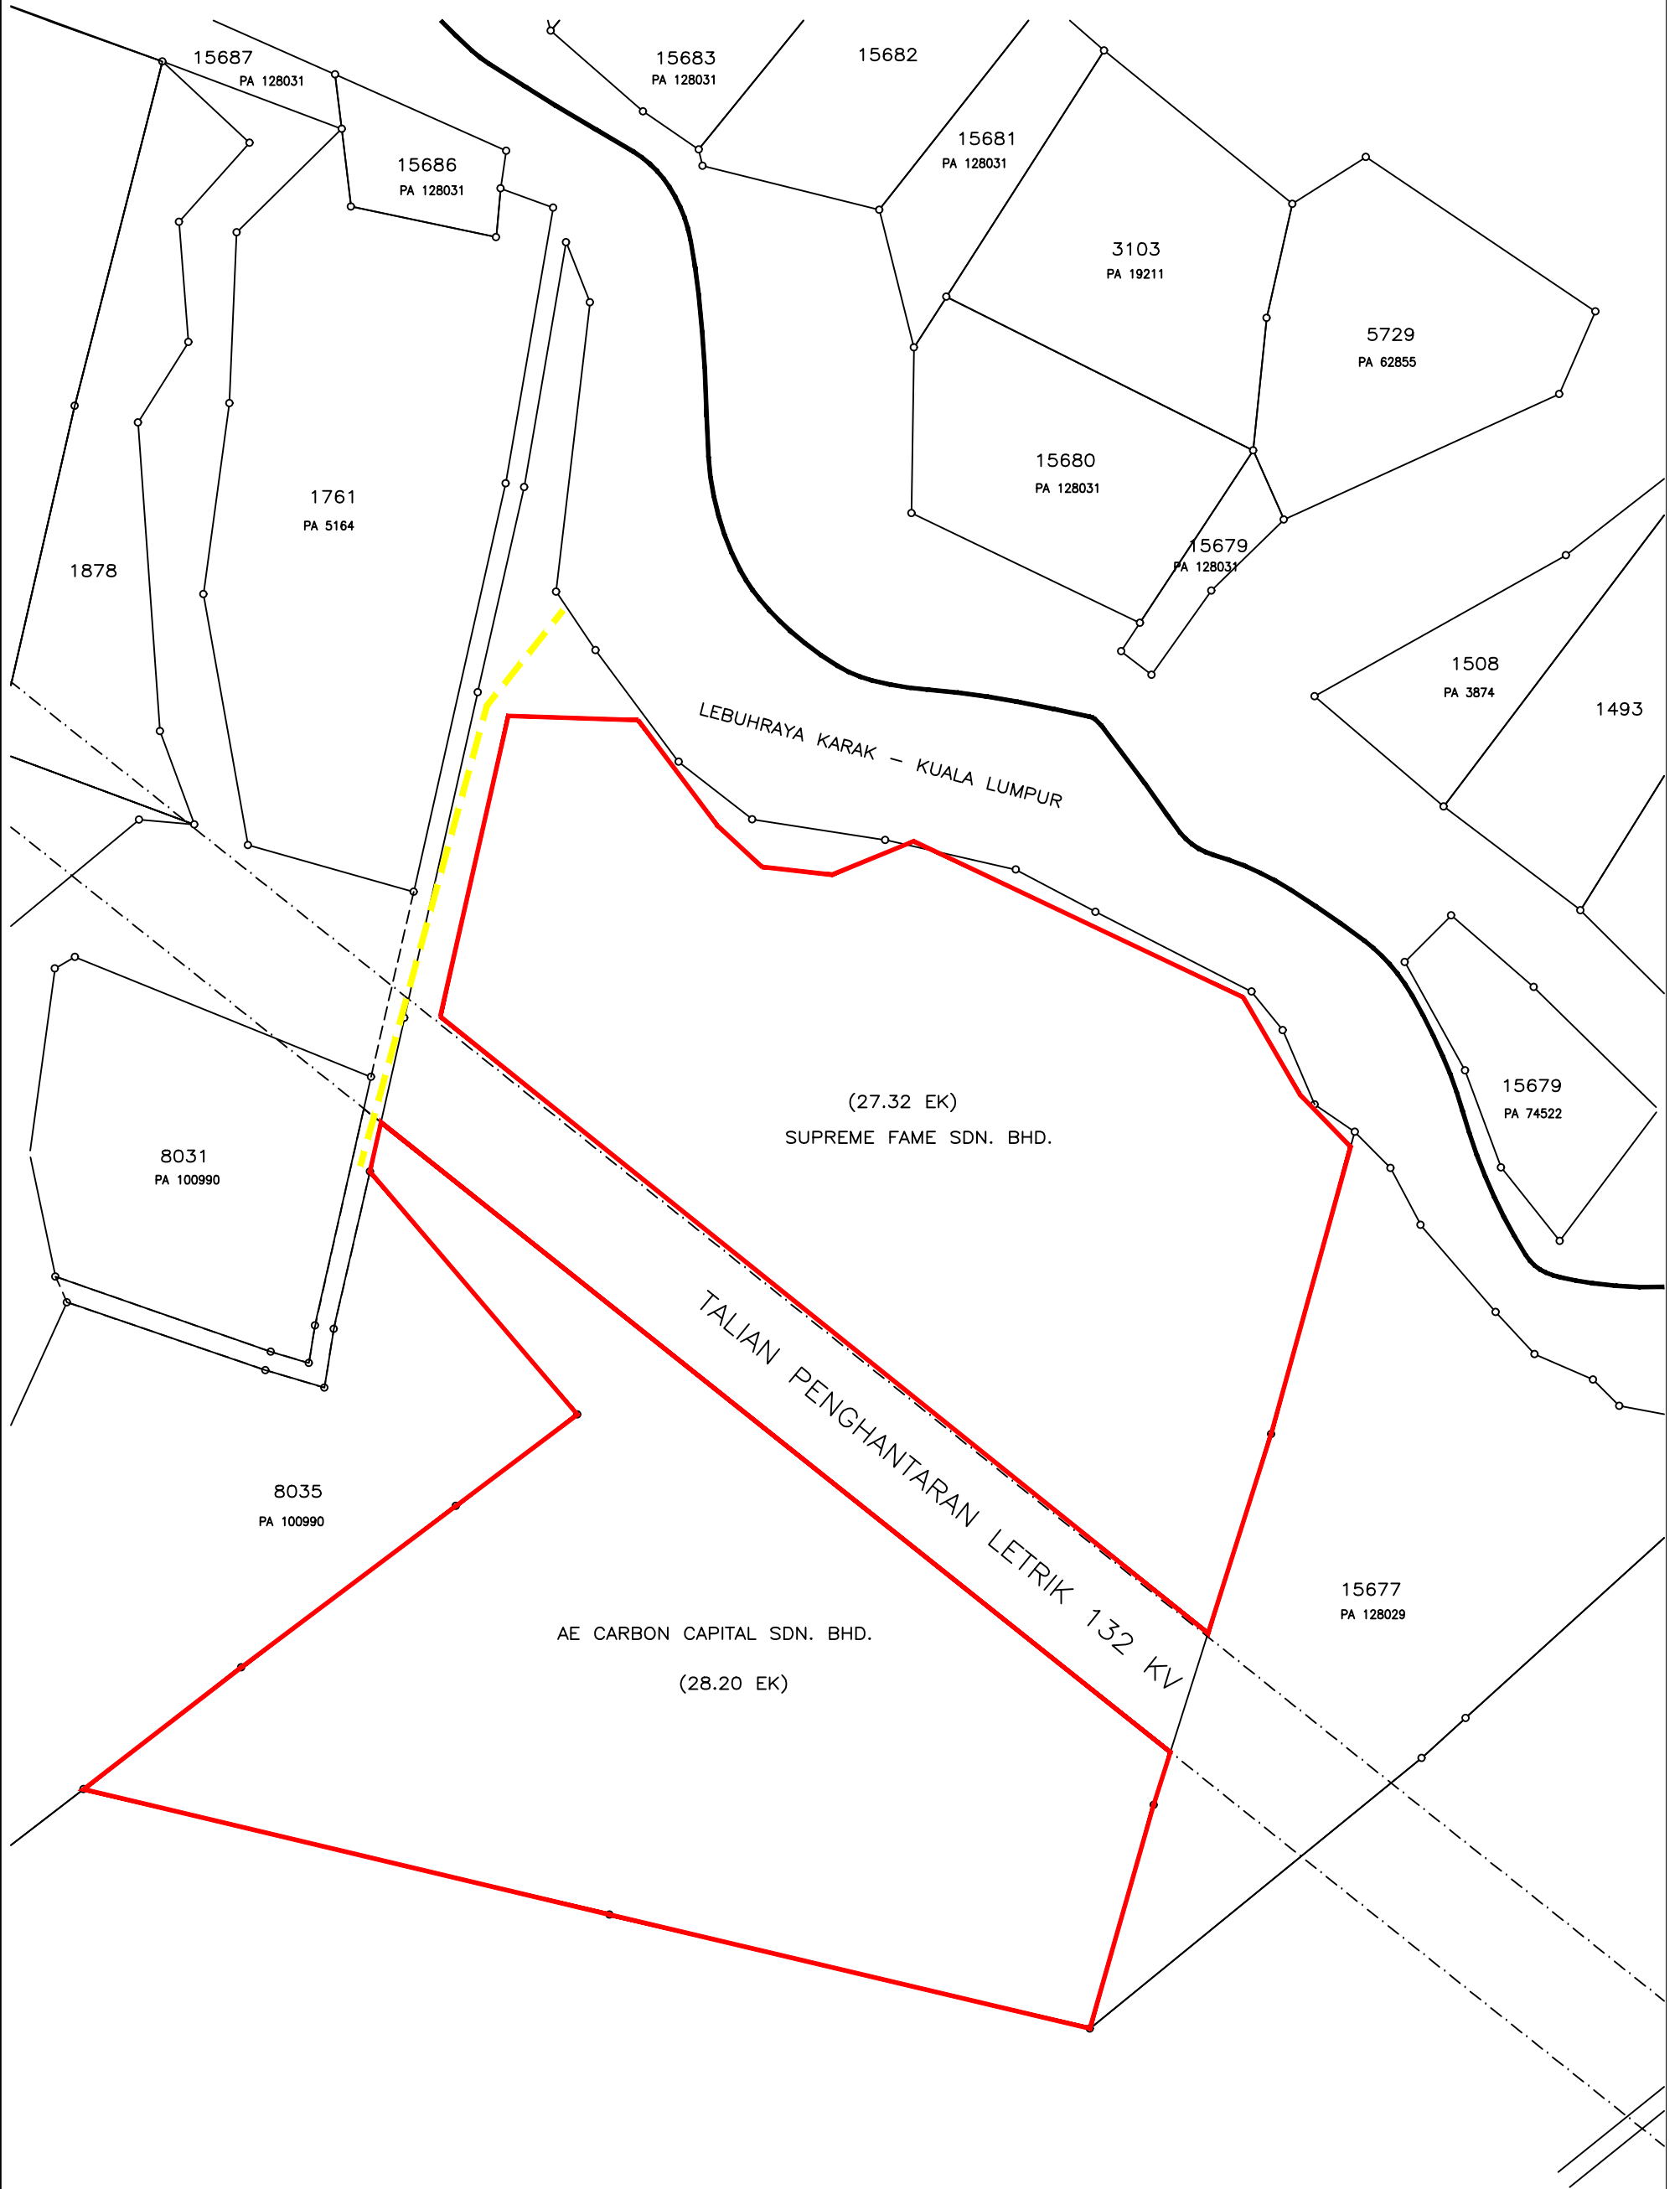 15687
PA 128031
15683
PA 128031
15682
15681
PA 128031
15686
PA 128031
3103
PA 19211
5729
PA 62855
15680
PA 128031
1761
PA 5164
15679
PA 128031
1878
1508
PA 3874
1493
LEBUHRAYA KARAK - KUALA LUMPUR
(27.32 EK)
SUPREME FAME SDN. BHD.
15679
PA 74522
8031
PA 100990
TALIAN PENGHANTARAN LETRIK 132 KV
8035
PA 100990
15677
PA 128029
AE CARBON CAPITAL SDN. BHD.
(28.20 EK)